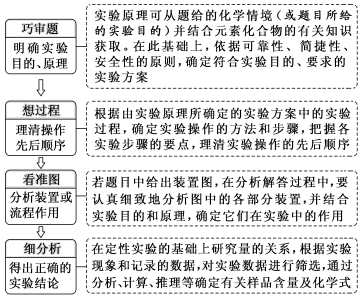 巧审题
明确实验
目的、原理
实验原理可从题给的化学情境(或题目所给
的实验目的)并结合元素化合物的有关知识
获取。在此基础上，依据可靠性、简捷性、
安全性的原则，确定符合实验目的、要求的
实验方案
想过程
理清操作
先后顺序
根据由实验原理所确定的实验方案中的实验
过程，确定实验操作的方法和步骤，把握各
实验步骤的要点，理清实验操作的先后顺序
看准图
分析装置或
流程作用
若题目中给出装置图，在分析解答过程中，要
认真细致地分析图中的各部分装置，并结合
实验目的和原理，确定它们在实验中的作用
细分析
得出正确的
实验结论
在定性实验的基础上研究量的关系，根据实验
现象和记录的数据，对实验数据进行筛选，通过
分析、计算、推理等确定有关样品含量及化学式